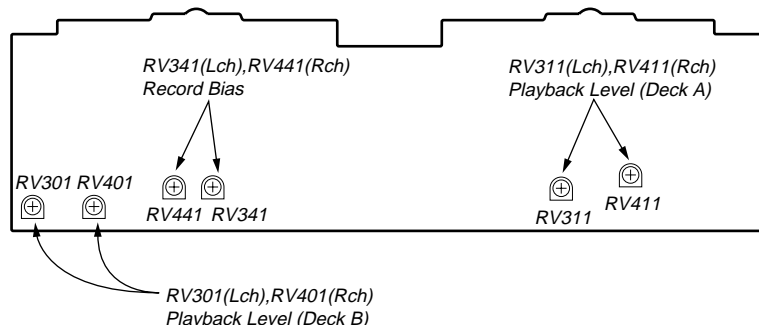 RV341(Lch),RV441(Rch)
Record Bias
RV311(Lch),RV411(Rch)
Playback Level (Deck A)
RV301 RV401
RV441 RV341
RV311
RV411
RV301(Lch),RV401(Rch)
Playback Level (Deck B)